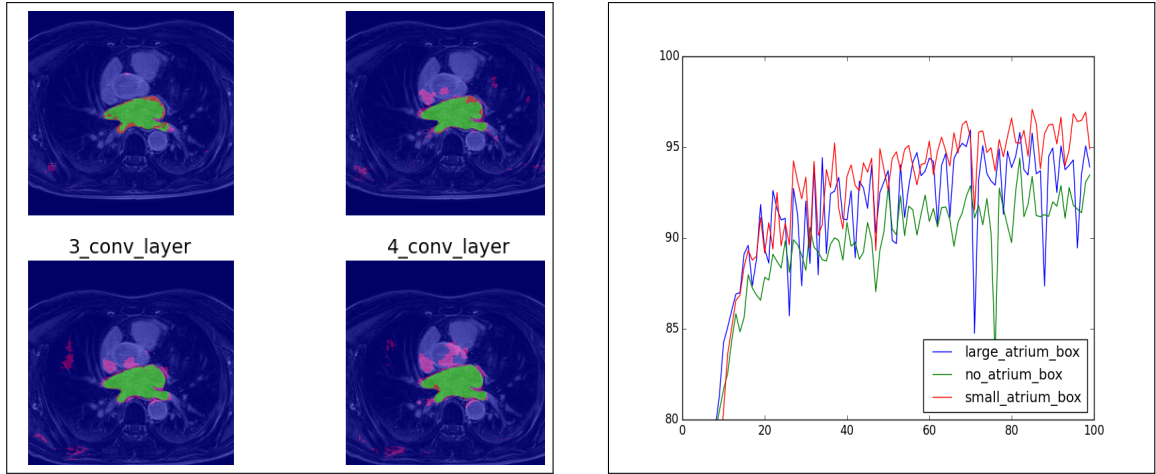 3_conv_layer 4_conv_layer
100
95
90
85
80
0 20 40 60 80 100
large_atrium_box
no_atrium_box
small_atrium_box